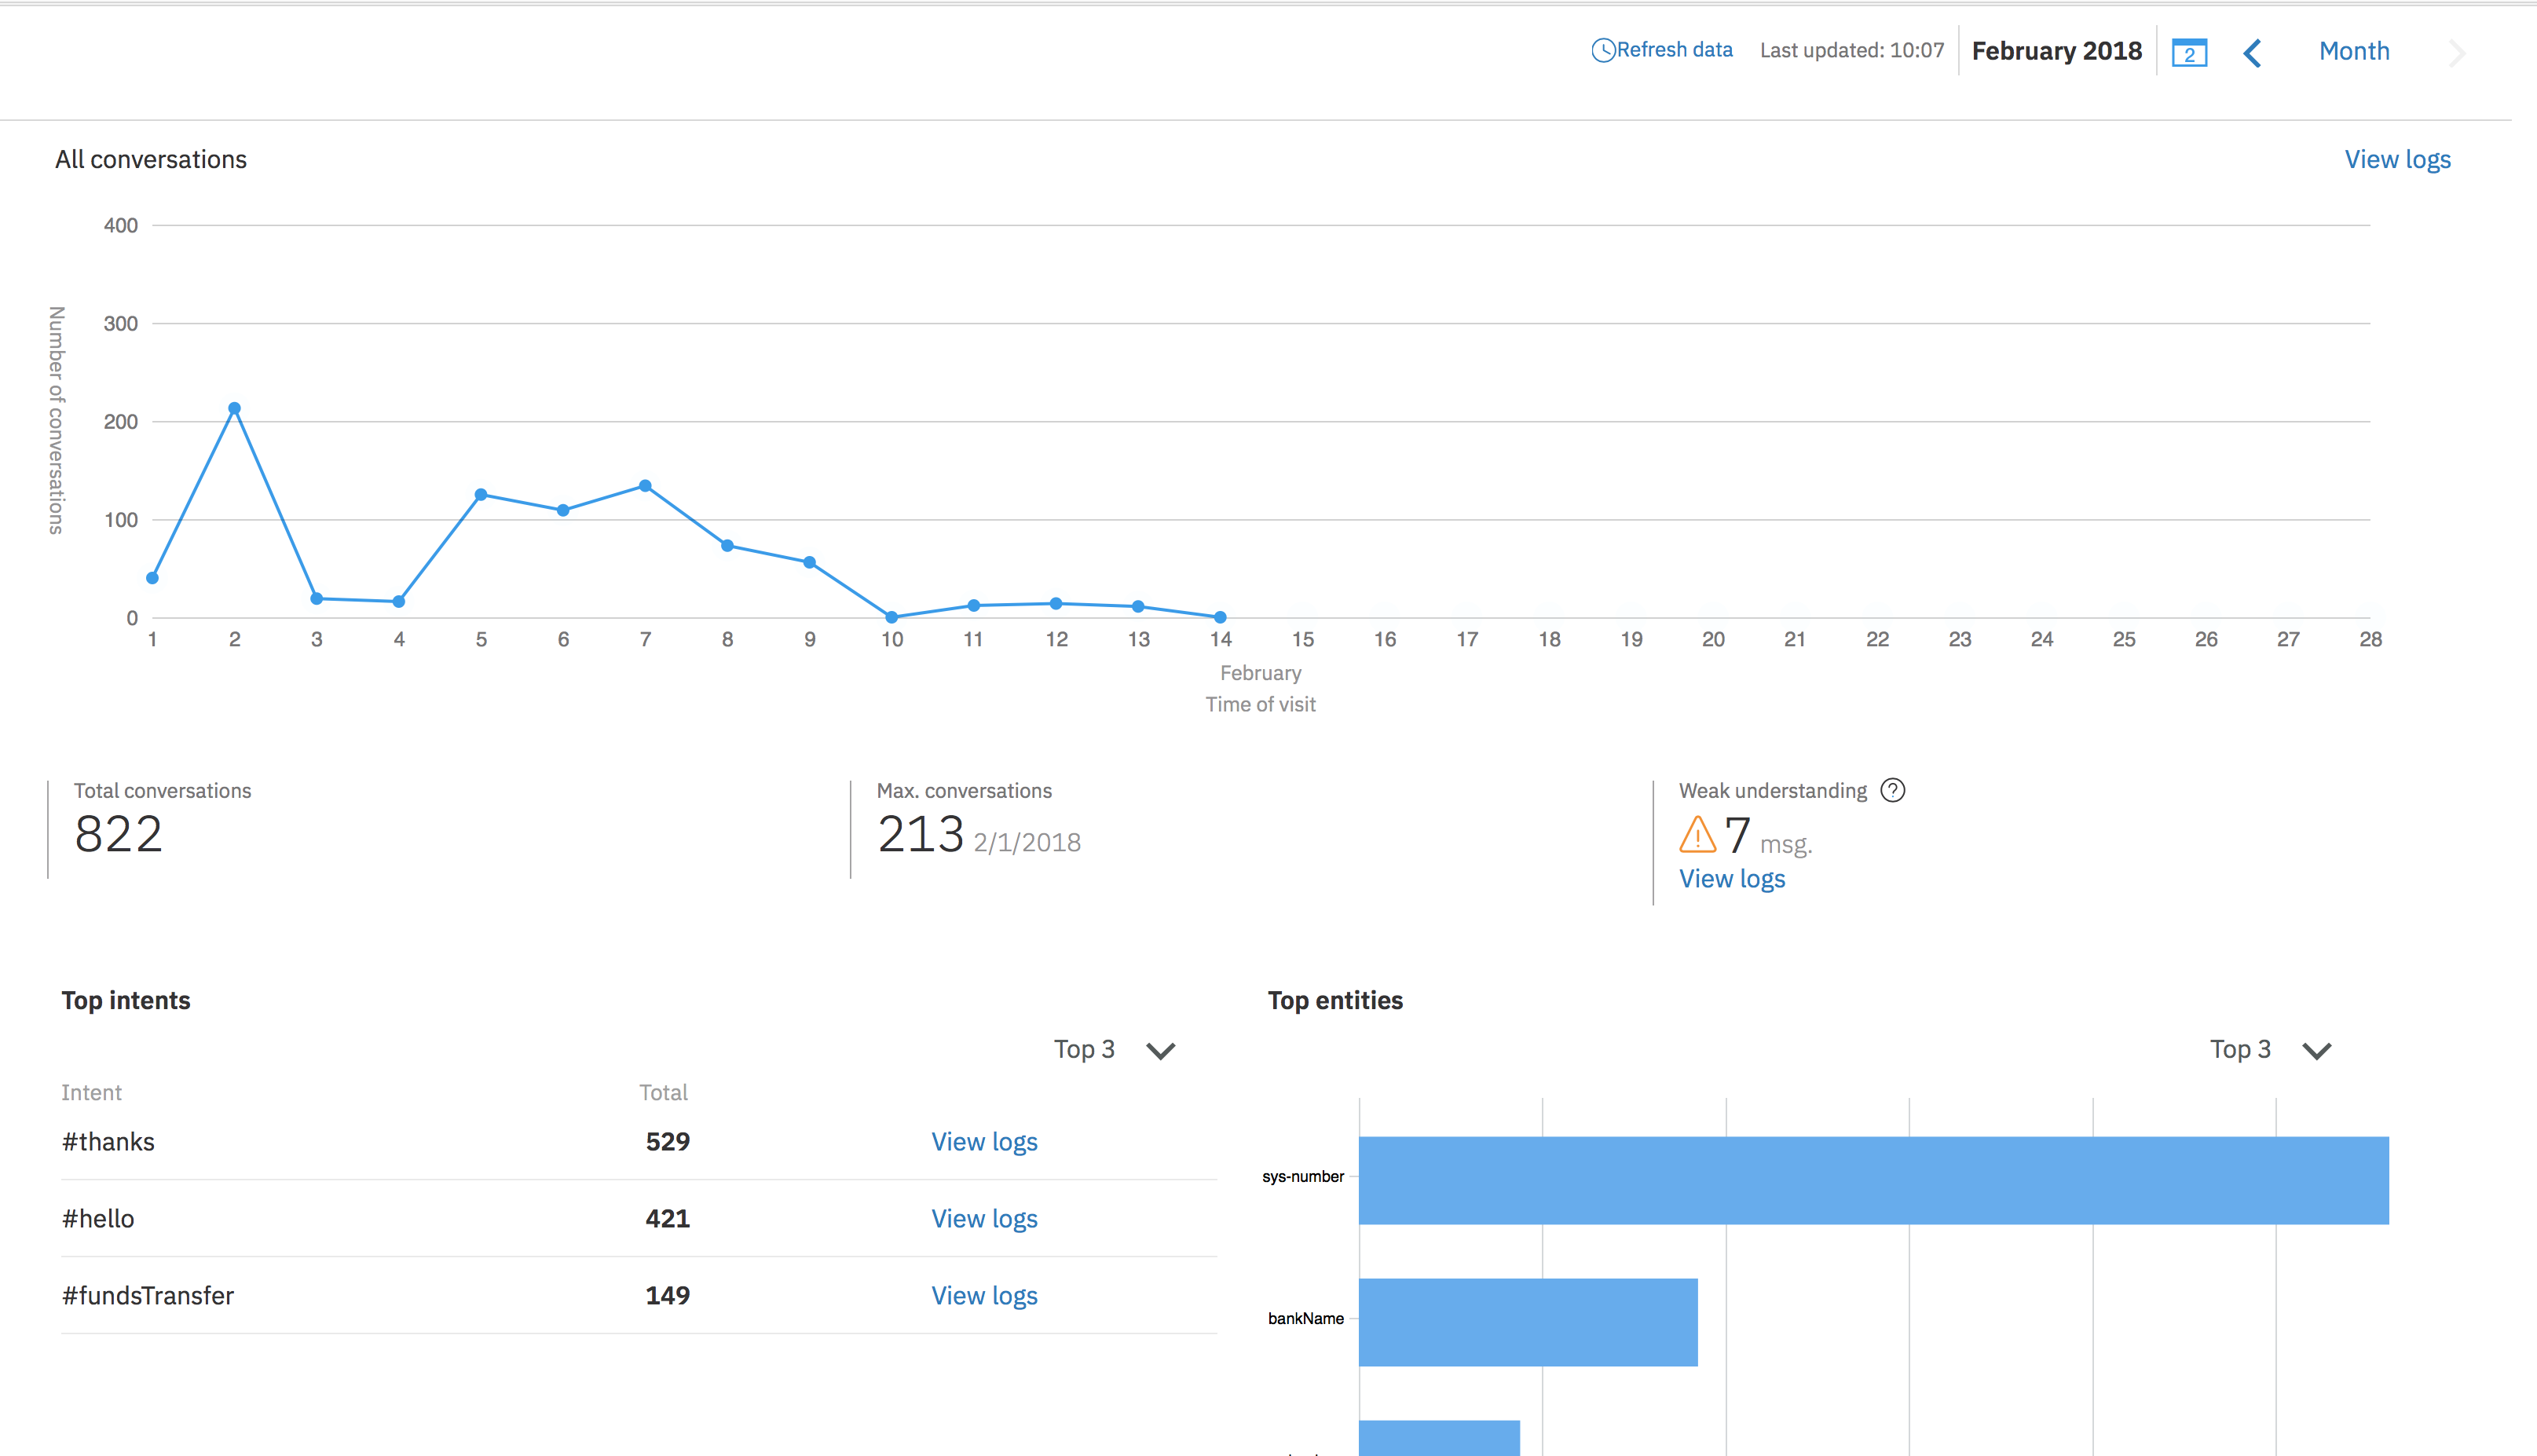 Refresh data Last updated: 10:07 February 2018 2 Month
All conversations View logs
400
300
200
100
0
Number of conversations
1 2 3 4 5 6 7 8 9 10 11 12 13 14 15 16 17 18 19 20 21 22 23 24 25 26 27 28
February
Time of visit
Total conversations
822
Max. conversations
213 2/1/2018
Weak understanding ?
7 msg.
View logs
Top intents
Top 3
Intent Total
#thanks 529 View logs
#hello 421 View logs
#fundsTransfer 149 View logs
Top entities
Top 3
sys-number
bankName